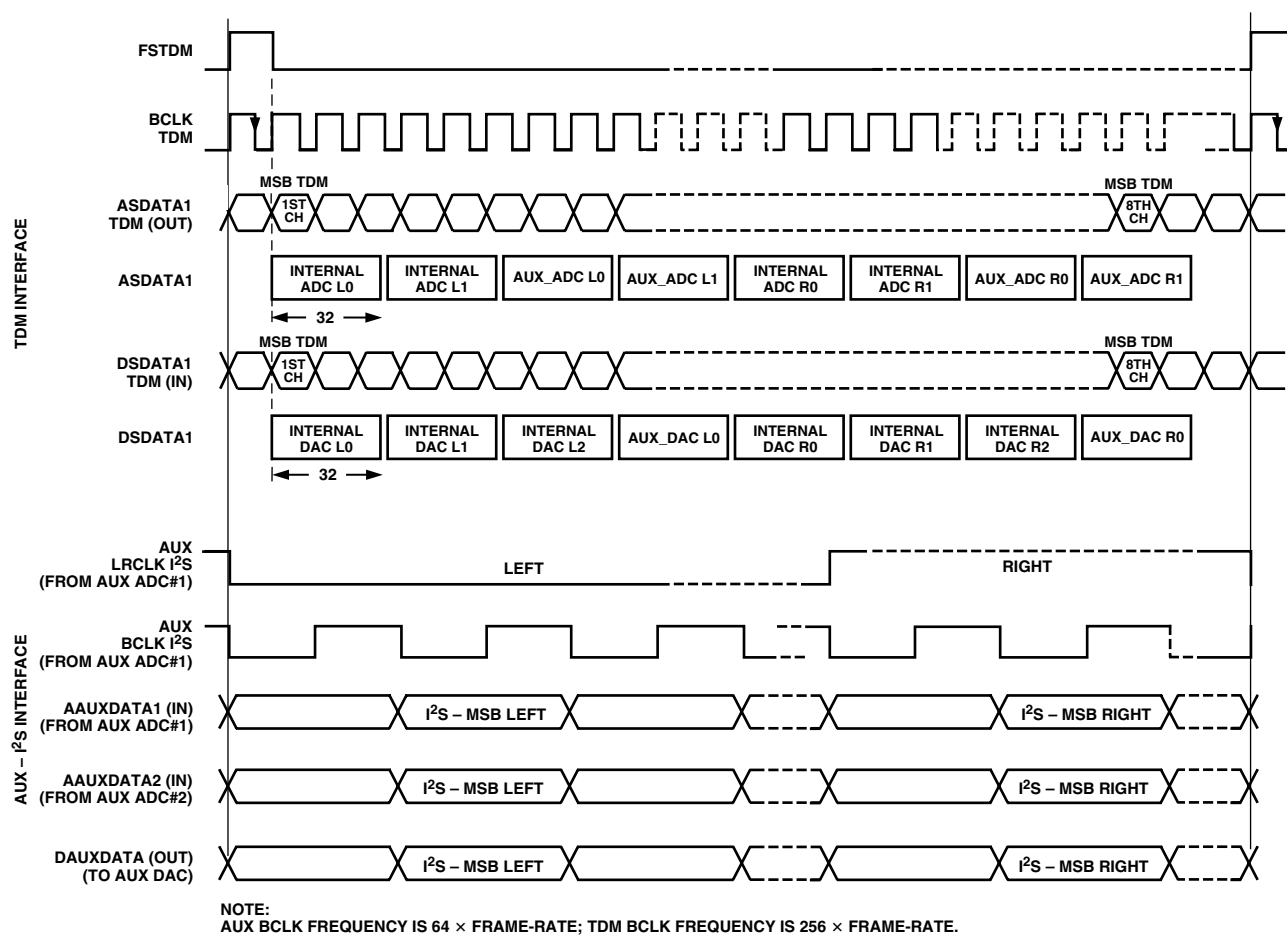 TDM INTERFACE
FSTDM
BCLK
TDM
MSB TDM
MSB TDM
ASDATA1
TDM (OUT)
1ST
CH
8TH
CH
ASDATA1
INTERNAL
ADC L0
INTERNAL
ADC L1
AUX_ADC L0
AUX_ADC L1
INTERNAL
ADC R0
INTERNAL
ADC R1
AUX_ADC R0
AUX_ADC R1
32
MSB TDM
MSB TDM
DSDATA1
TDM (IN)
1ST
CH
8TH
CH
DSDATA1
INTERNAL
DAC L0
INTERNAL
DAC L1
INTERNAL
DAC L2
AUX_DAC L0
INTERNAL
DAC R0
INTERNAL
DAC R1
INTERNAL
DAC R2
AUX_DAC R0
32
AUX – I²S INTERFACE
AUX
LRCLK I²S
(FROM AUX ADC#1)
LEFT
RIGHT
AUX
BCLK I²S
(FROM AUX ADC#1)
AAUXDATA1 (IN)
(FROM AUX ADC#1)
I²S – MSB LEFT
I²S – MSB RIGHT
AAUXDATA2 (IN)
(FROM AUX ADC#2)
I²S – MSB LEFT
I²S – MSB RIGHT
DAUXDATA (OUT)
(TO AUX DAC)
I²S – MSB LEFT
I²S – MSB RIGHT
NOTE:
AUX BCLK FREQUENCY IS 64 × FRAME-RATE; TDM BCLK FREQUENCY IS 256 × FRAME-RATE.